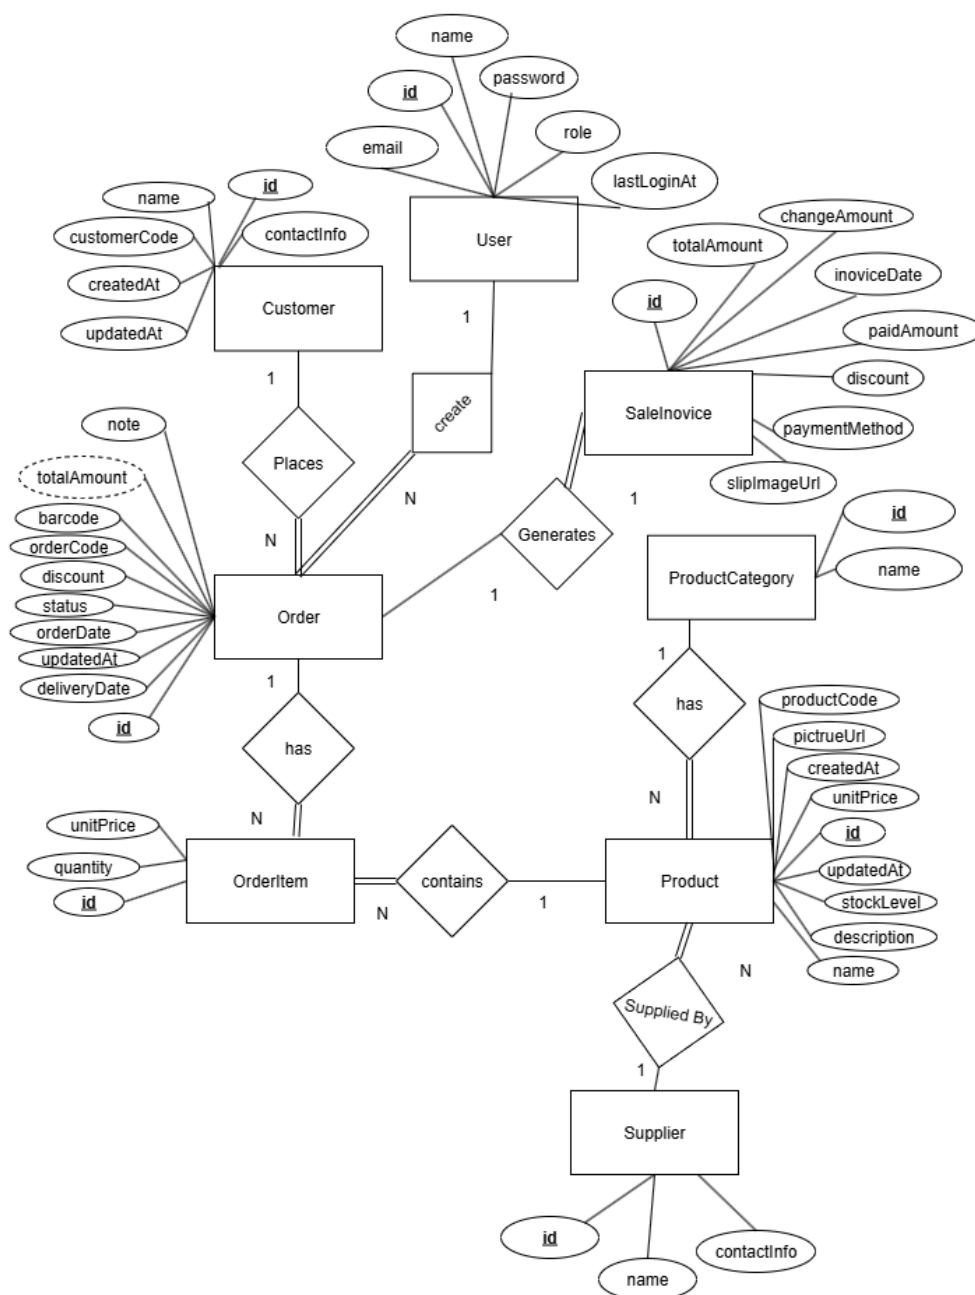 name
password
id
role
email
lastLoginAt
User
id
name
customerCode
contactInfo
createdAt
updatedAt
Customer
changeAmount
totalAmount
inoviceDate
id
paidAmount
discount
SaleInovice
paymentMethod
slipImageUrl
1
1
create
Places
N
N
note
totalAmount
barcode
orderCode
discount
status
orderDate
updatedAt
deliveryDate
id
Order
1
Generates
1
id
ProductCategory
name
1
has
N
1
has
N
productCode
pictrueUrl
createdAt
unitPrice
id
updatedAt
stockLevel
description
name
unitPrice
quantity
id
OrderItem
N
contains
1
Product
N
Supplied By
1
Supplier
id
name
contactInfo